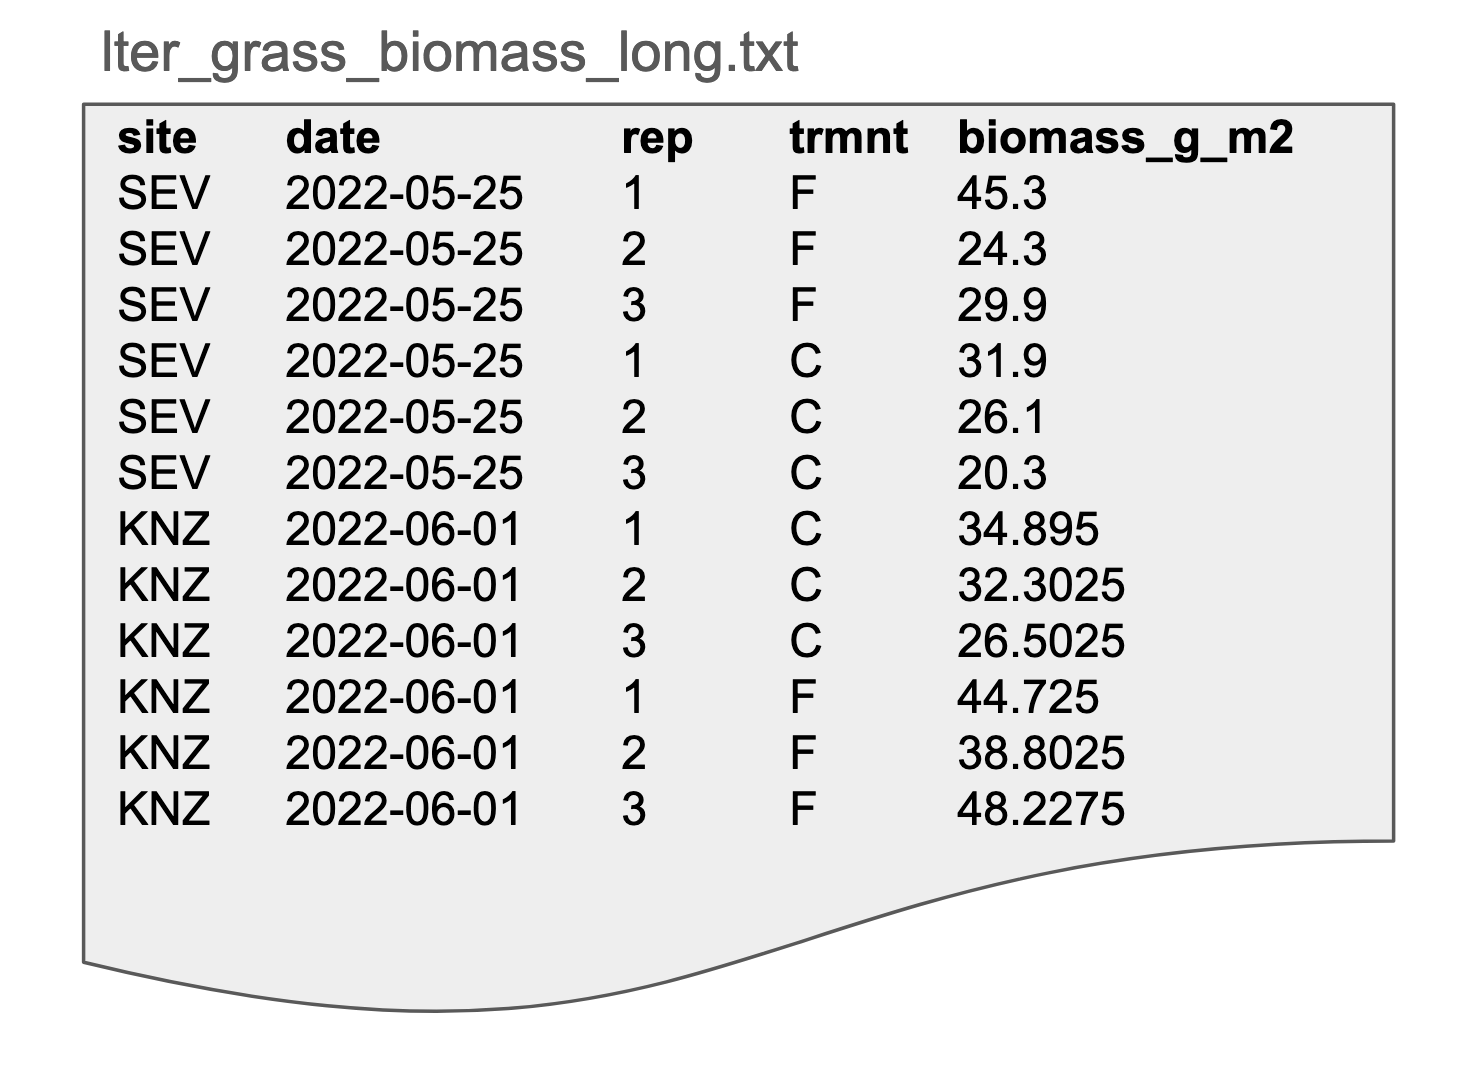 lter_grass_biomass_long.txt
site date rep trmnt biomass_g_m2
SEV 2022-05-25 1 F 45.3
SEV 2022-05-25 2 F 24.3
SEV 2022-05-25 3 F 29.9
SEV 2022-05-25 1 C 31.9
SEV 2022-05-25 2 C 26.1
SEV 2022-05-25 3 C 20.3
KNZ 2022-06-01 1 C 34.895
KNZ 2022-06-01 2 C 32.3025
KNZ 2022-06-01 3 C 26.5025
KNZ 2022-06-01 1 F 44.725
KNZ 2022-06-01 2 F 38.8025
KNZ 2022-06-01 3 F 48.2275